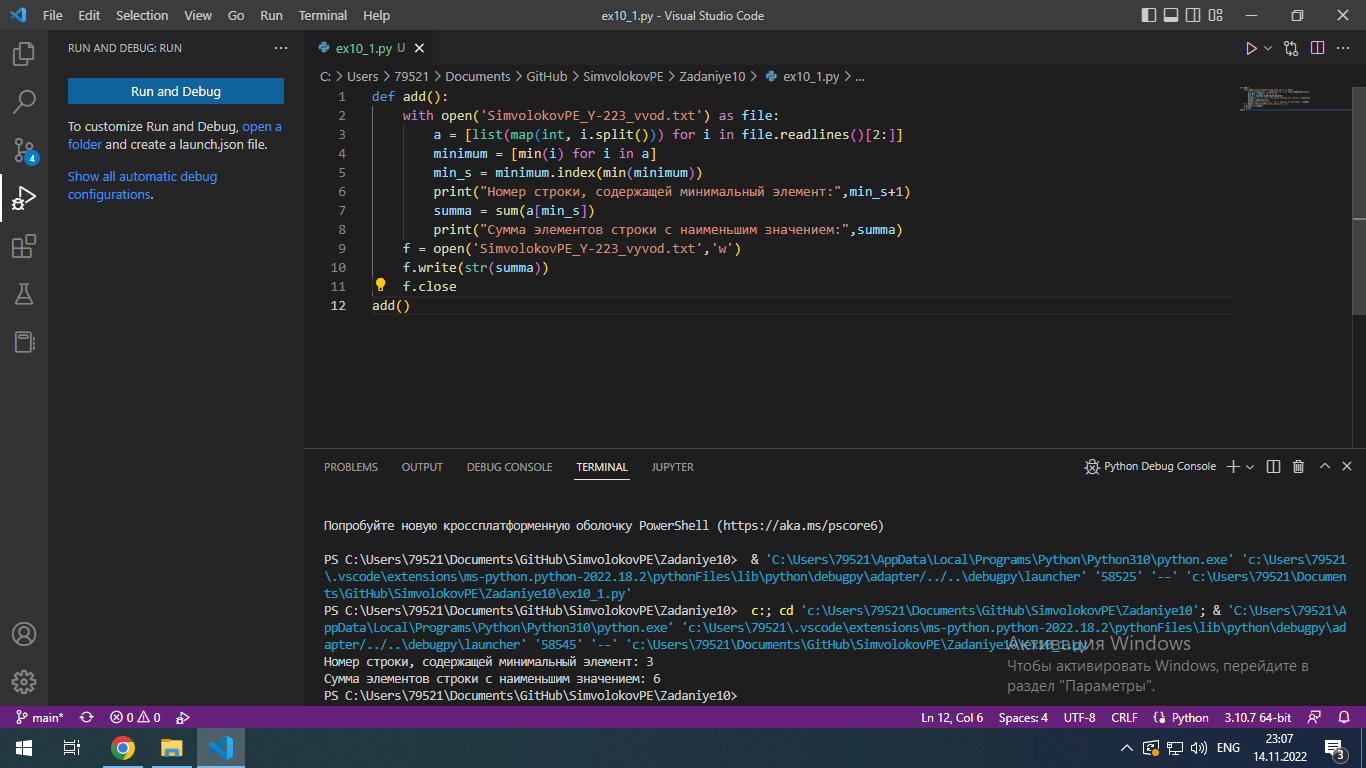 File Edit Selection View Go Run Terminal Help ex10_1.py - Visual Studio Code
RUN AND DEBUG: RUN ...
Run and Debug
To customize Run and Debug, open a
folder and create a launch.json file.
Show all automatic debug
configurations.
4
ex10_1.py U
C: > Users > 79521 > Documents > GitHub > SimvolokovPE > Zadaniye10 > ex10_1.py > ...
1 def add():
2 with open('SimvolokovPE_Y-223_vvod.txt') as file:
3 a = [list(map(int, i.split())) for i in file.readlines()[2:]]
4 minimum = [min(i) for i in a]
5 min_s = minimum.index(min(minimum))
6 print("Номер строки, содержащей минимальный элемент:",min_s+1)
7 summa = sum(a[min_s])
8 print("Сумма элементов строки с наименьшим значением:",summa)
9 f = open('SimvolokovPE_Y-223_vyvod.txt','w')
10 f.write(str(summa))
11 f.close
12 add()
PROBLEMS OUTPUT DEBUG CONSOLE TERMINAL JUPYTER Python Debug Console
Попробуйте новую кроссплатформенную оболочку PowerShell (https://aka.ms/pscore6)
PS C:\Users\79521\Documents\GitHub\SimvolokovPE\Zadaniye10> & 'C:\Users\79521\AppData\Local\Programs\Python\Python310\python.exe' 'c:\Users\79521
\.vscode\extensions\ms-python.python-2022.18.2\pythonFiles\lib\python\debugpy\adapter/../..\debugpy\launcher' '58525' '--' 'c:\Users\79521\Documen
ts\GitHub\SimvolokovPE\Zadaniye10\ex10_1.py'
PS C:\Users\79521\Documents\GitHub\SimvolokovPE\Zadaniye10> c:; cd 'c:\Users\79521\Documents\GitHub\SimvolokovPE\Zadaniye10'; & 'C:\Users\79521\A
ppData\Local\Programs\Python\Python310\python.exe' 'c:\Users\79521\.vscode\extensions\ms-python.python-2022.18.2\pythonFiles\lib\python\debugpy\ad
apter/../..\debugpy\launcher' '58545' '--' 'c:\Users\79521\Documents\GitHub\SimvolokovPE\Zadaniye10\ex10_1.py'
Номер строки, содержащей минимальный элемент: 3
Сумма элементов строки с наименьшим значением: 6
PS C:\Users\79521\Documents\GitHub\SimvolokovPE\Zadaniye10>
Активация Windows
Чтобы активировать Windows, перейдите в
раздел "Параметры".
main* 0 0 Ln 12, Col 6 Spaces: 4 UTF-8 CRLF Python 3.10.7 64-bit
ENG
23:07
14.11.2022
3